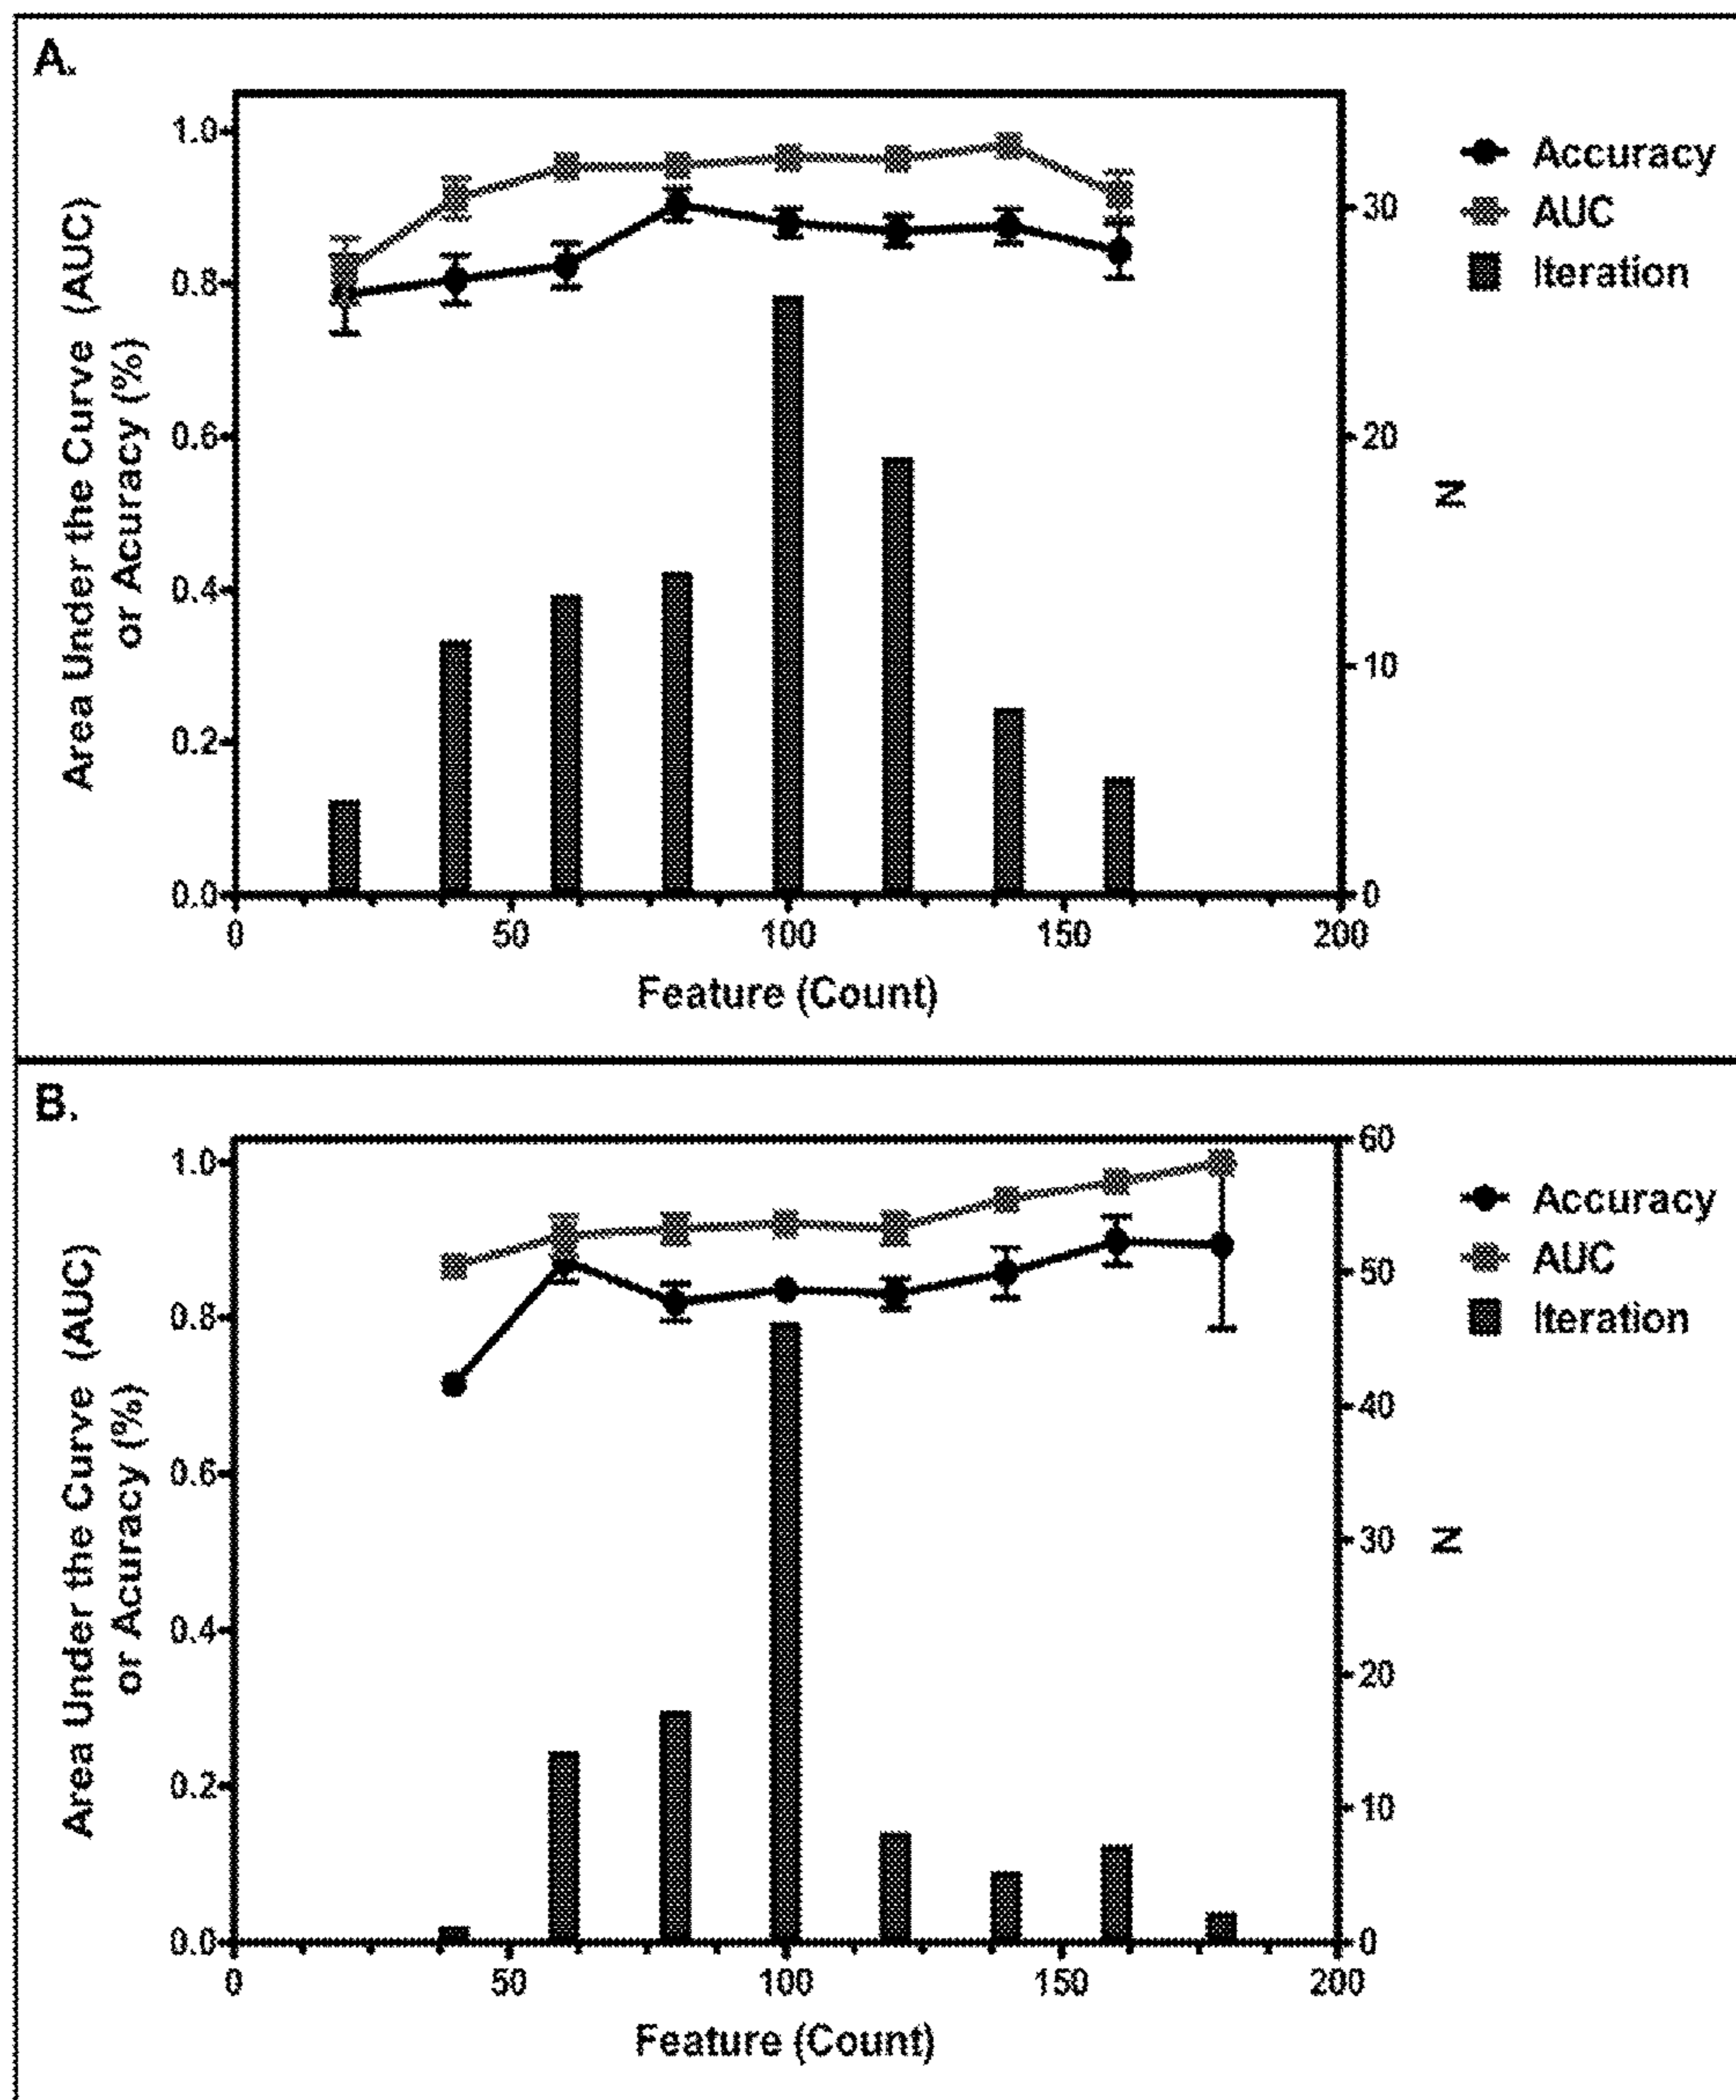 A.
Area Under the Curve (AUC)
or Acuracy (%)
1.0
0.8
0.6
0.4
0.2
0.0
0
50
100
150
200
Feature (Count)
30
20
10
0
N
Accuracy
AUC
Iteration
B.
Area Under the Curve (AUC)
or Acuracy (%)
1.0
0.8
0.6
0.4
0.2
0.0
0
50
100
150
200
Feature (Count)
60
50
40
30
20
10
0
N
Accuracy
AUC
Iteration